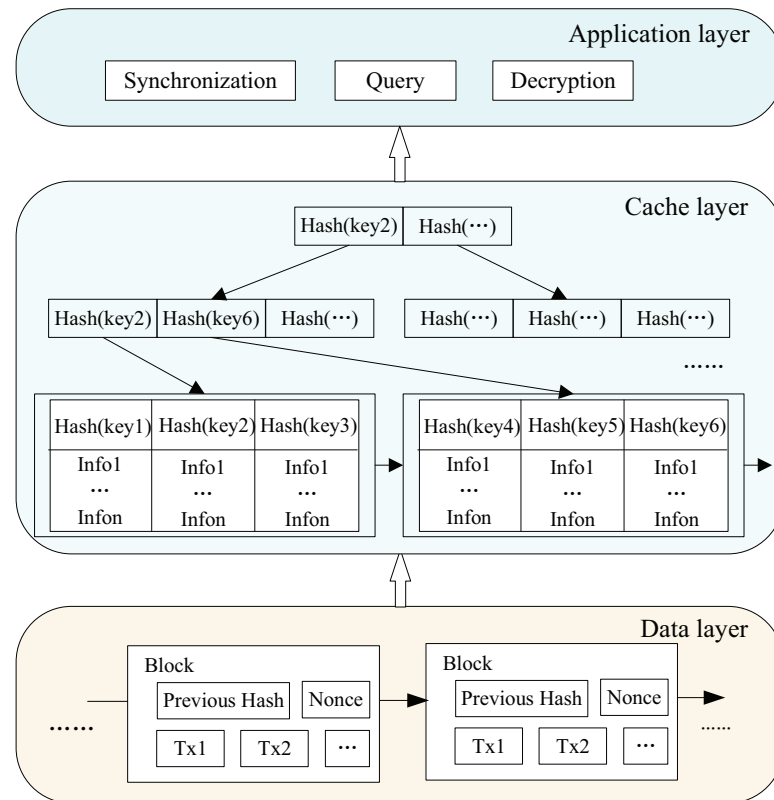 Application layer
Synchronization Query Decryption
Cache layer
Hash(key2) Hash(⋯)
Hash(key2) Hash(key6) Hash(⋯) Hash(⋯) Hash(⋯) Hash(⋯)
⋯⋯
Hash(key1) Hash(key2) Hash(key3) Hash(key4) Hash(key5) Hash(key6)
Info1 Info1 Info1 Info1 Info1 Info1
⋯ ⋯ ⋯ ⋯ ⋯ ⋯
Infon Infon Infon Infon Infon Infon
Data layer
Block Block
Previous Hash Nonce Previous Hash Nonce
⋯⋯ ⋯⋯
Tx1 Tx2 ⋯ Tx1 Tx2 ⋯